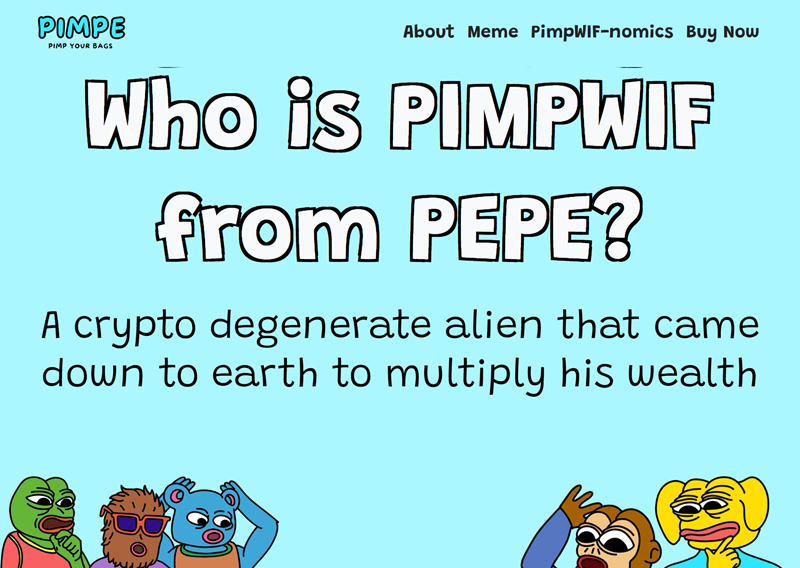 PIMPE
PIMP YOUR BAGS
About Meme PimpWIF-nomics Buy Now
Who is PIMPWIF
from PEPE?
A crypto degenerate alien that came
down to earth to multiply his wealth